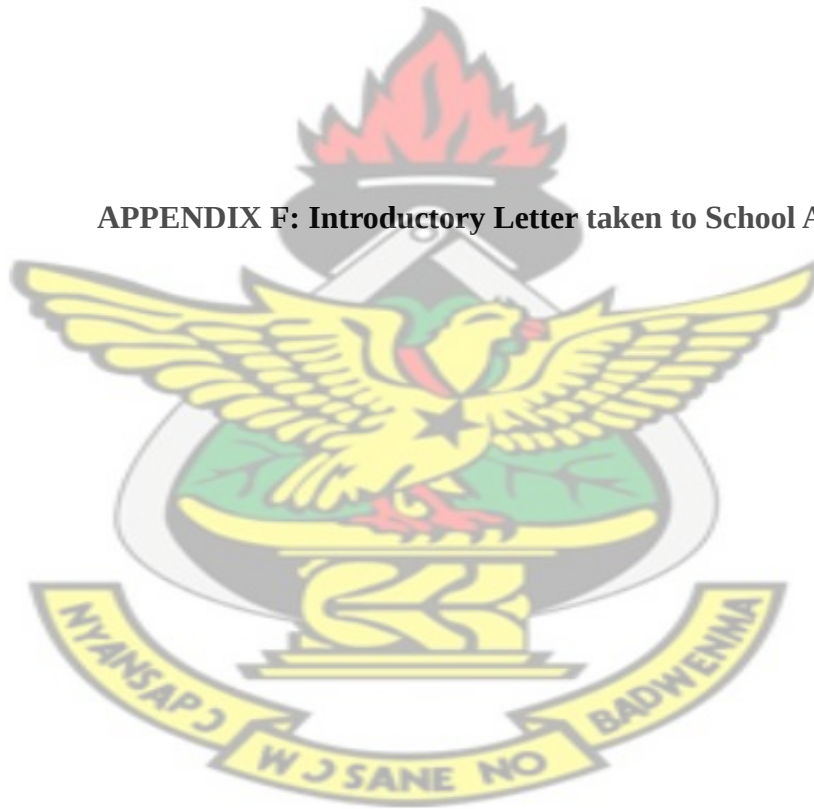 APPENDIX F: Introductory Letter taken to School A
NYANSAPƆ
WƆSANE NO
BADWENMA